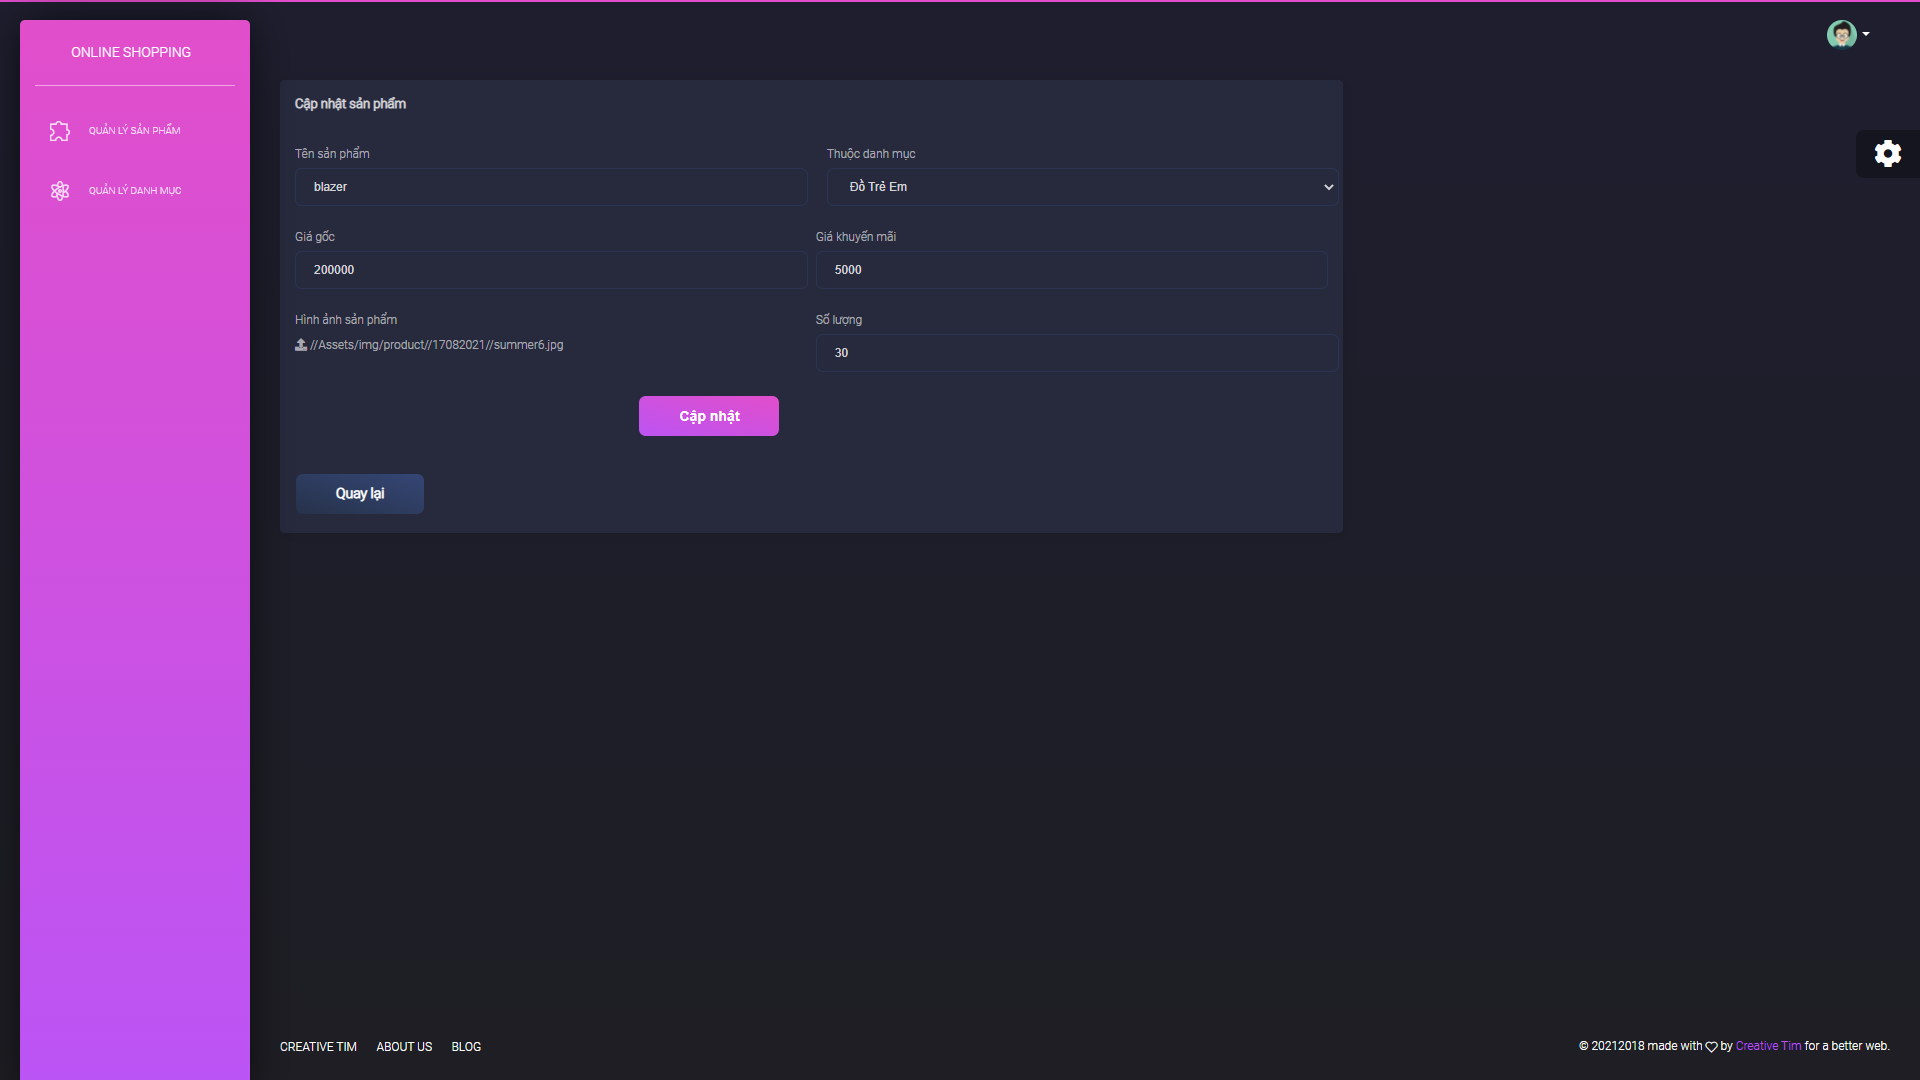 ONLINE SHOPPING
QUẢN LÝ SẢN PHẨM
QUẢN LÝ DANH MỤC
Cập nhật sản phẩm
Tên sản phẩm
Thuộc danh mục
blazer
Đồ Trẻ Em
Giá gốc
Giá khuyến mãi
200000
5000
Hình ảnh sản phẩm
Số lượng
//Assets/img/product//17082021//summer6.jpg
30
Cập nhật
Quay lại
CREATIVE TIM ABOUT US BLOG
© 20212018 made with by Creative Tim for a better web.